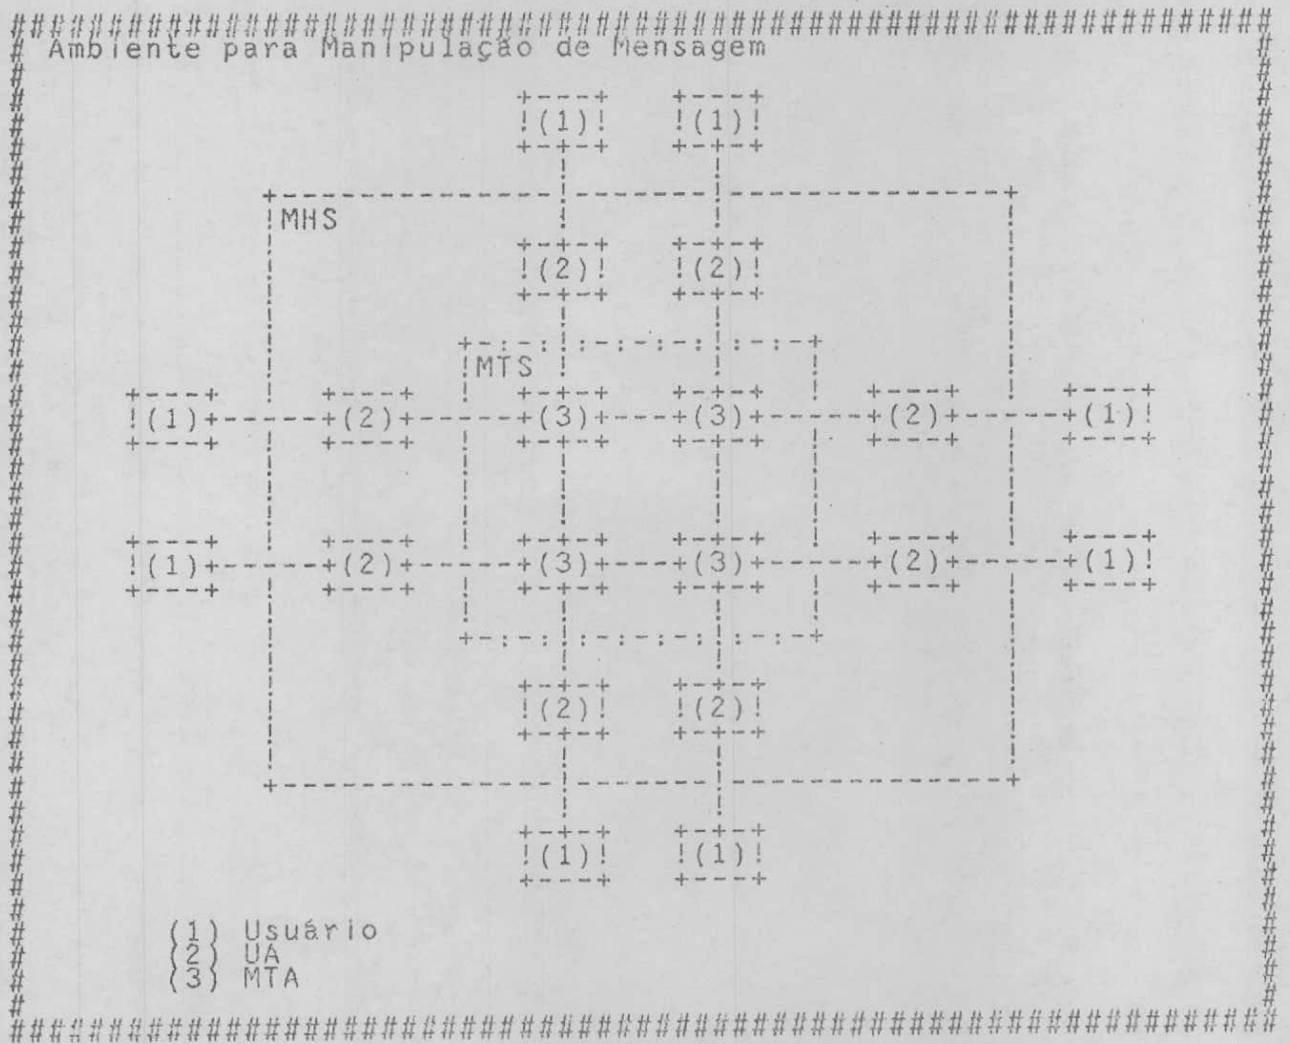 Ambiente para Manipulação de Mensagem
(1) (1)
MHS
(2) (2)
MTS
(1) (2) (3) (3) (2) (1)
(1) (2) (3) (3) (2) (1)
(2) (2)
(1) (1)
(1) Usuário
(2) UA
(3) MTA